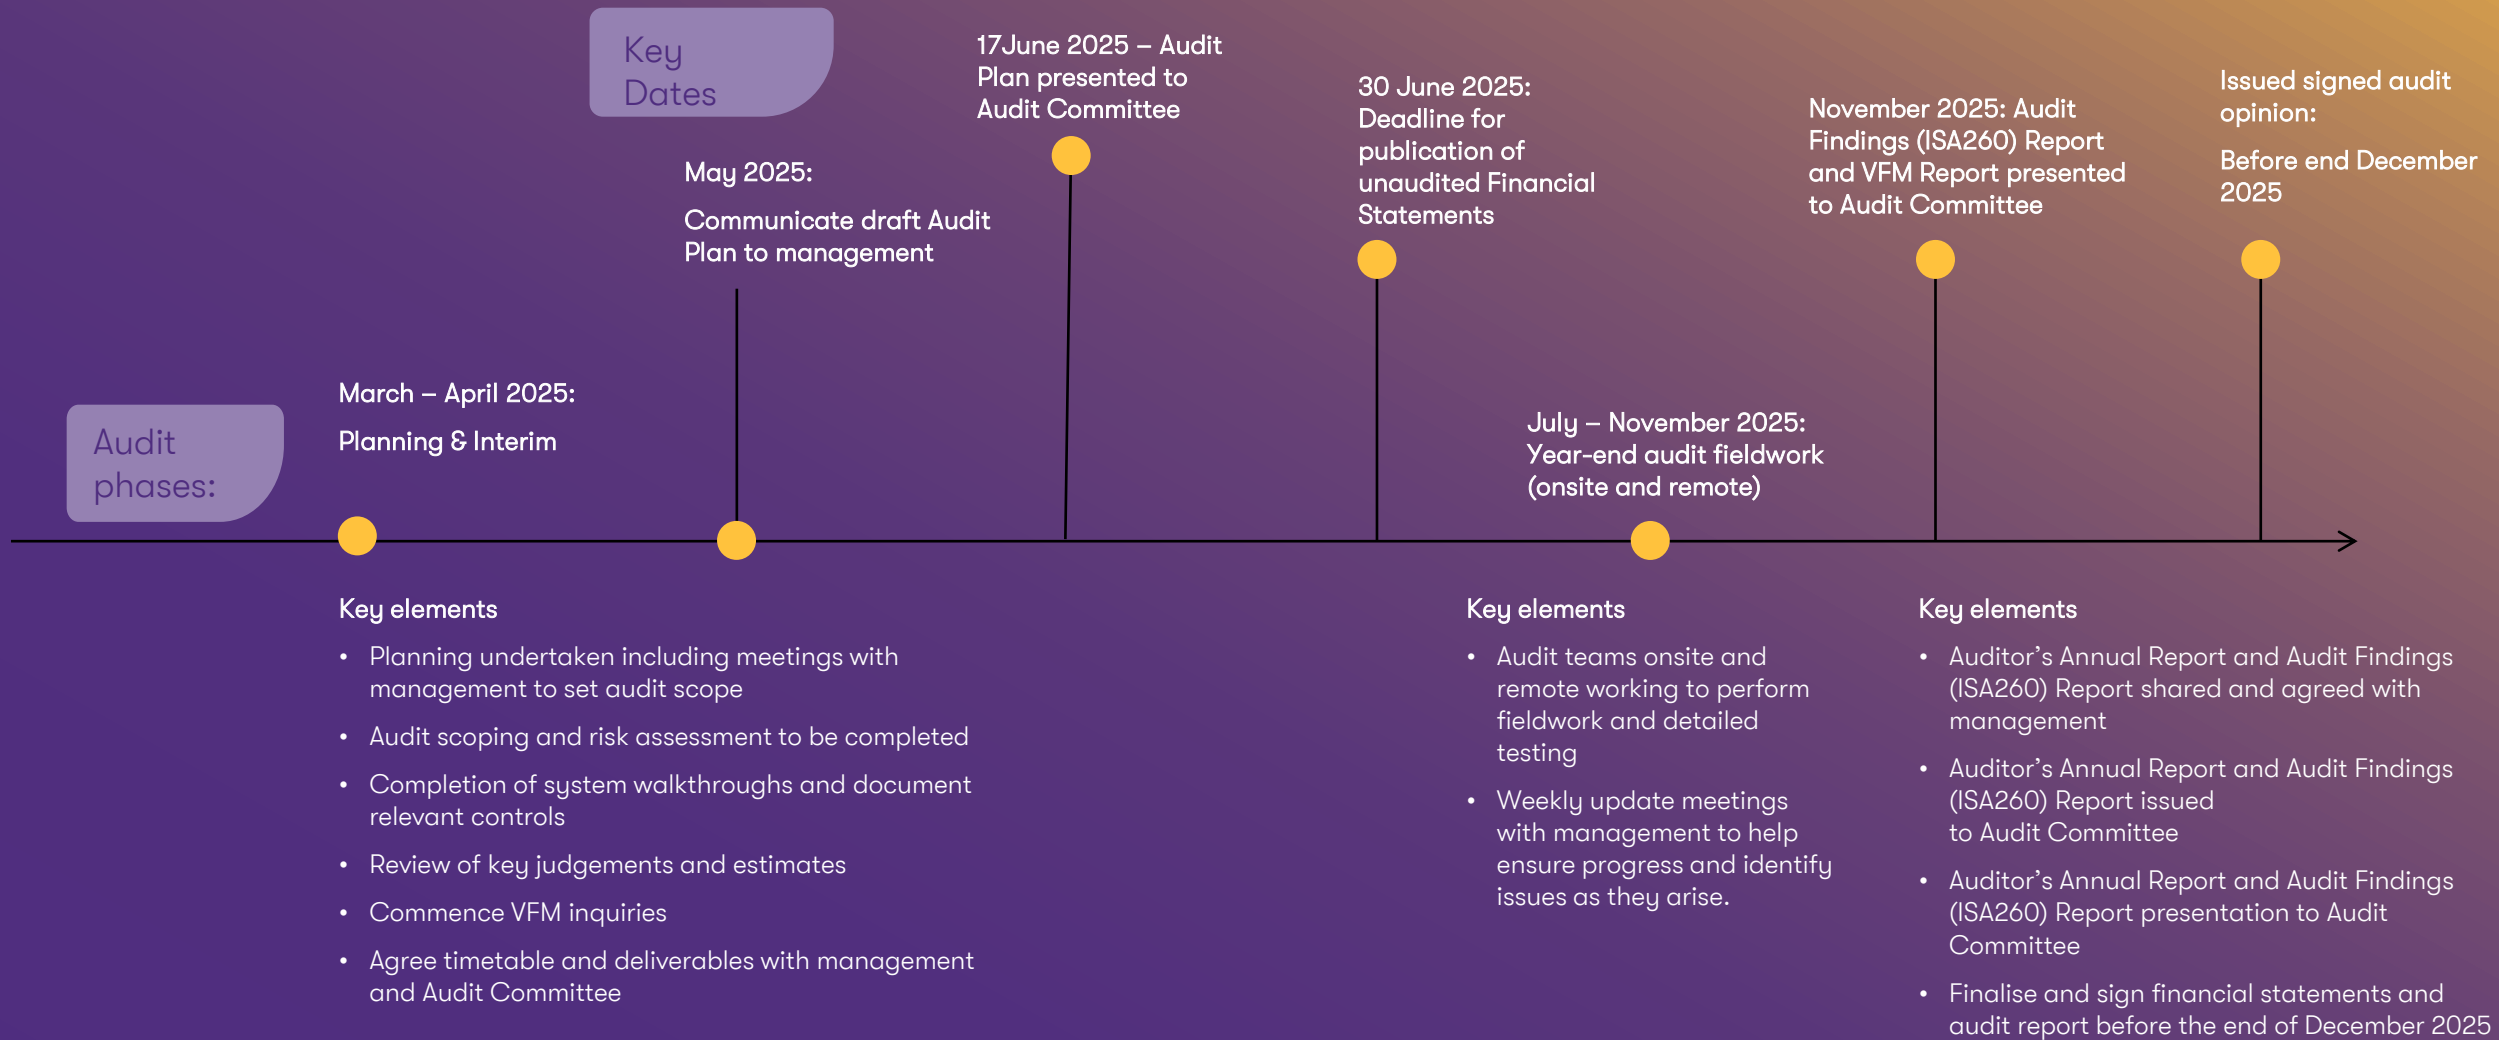 Key
Dates
17June 2025 – Audit
Plan presented to
Audit Committee
30 June 2025:
Deadline for
publication of
unaudited Financial
Statements
November 2025: Audit
Findings (ISA260) Report
and VFM Report presented
to Audit Committee
Issued signed audit
opinion:
Before end December
2025
May 2025:
Communicate draft Audit
Plan to management
Audit
phases:
March – April 2025:
Planning & Interim
July – November 2025:
Year-end audit fieldwork
(onsite and remote)
Key elements
• Planning undertaken including meetings with
management to set audit scope
• Audit scoping and risk assessment to be completed
• Completion of system walkthroughs and document
relevant controls
• Review of key judgements and estimates
• Commence VFM inquiries
• Agree timetable and deliverables with management
and Audit Committee
Key elements
• Audit teams onsite and
remote working to perform
fieldwork and detailed
testing
• Weekly update meetings
with management to help
ensure progress and identify
issues as they arise.
Key elements
• Auditor’s Annual Report and Audit Findings
(ISA260) Report shared and agreed with
management
• Auditor’s Annual Report and Audit Findings
(ISA260) Report issued
to Audit Committee
• Auditor’s Annual Report and Audit Findings
(ISA260) Report presentation to Audit
Committee
• Finalise and sign financial statements and
audit report before the end of December 2025